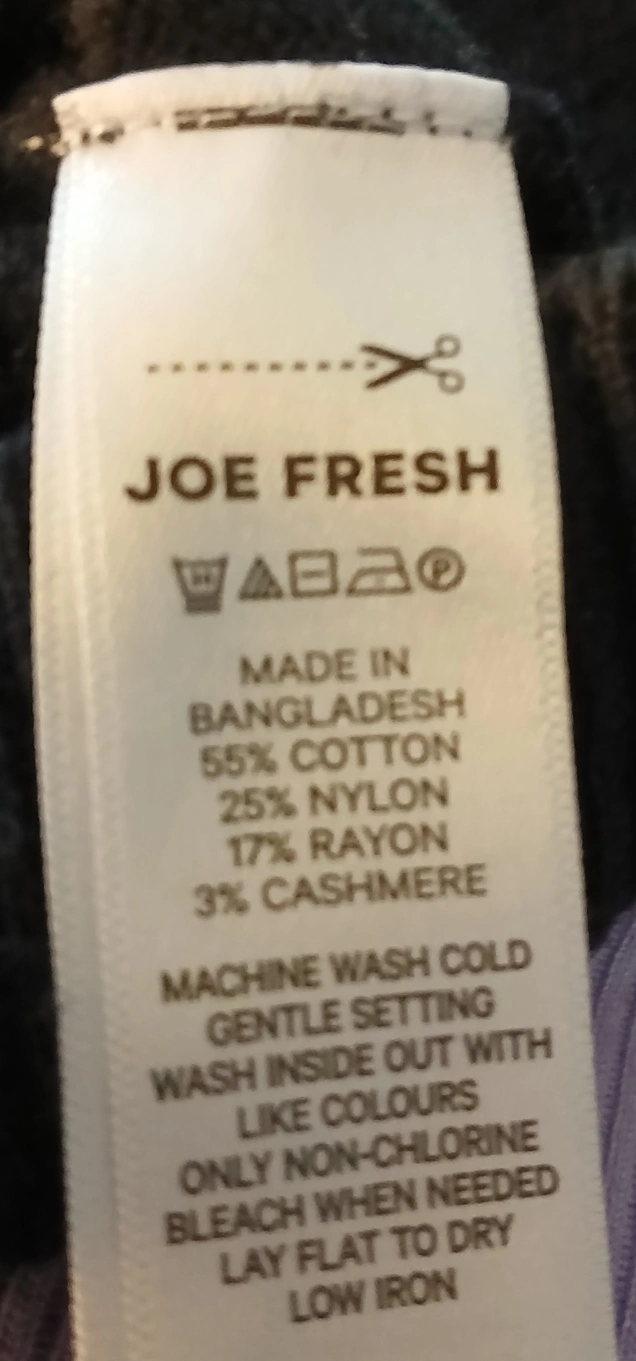 JOE FRESH
P
MADE IN
BANGLADESH
55% COTTON
25% NYLON
17% RAYON
3% CASHMERE
MACHINE WASH COLD
GENTLE SETTING
WASH INSIDE OUT WITH
LIKE COLOURS
ONLY NON-CHLORINE
BLEACH WHEN NEEDED
LAY FLAT TO DRY
LOW IRON